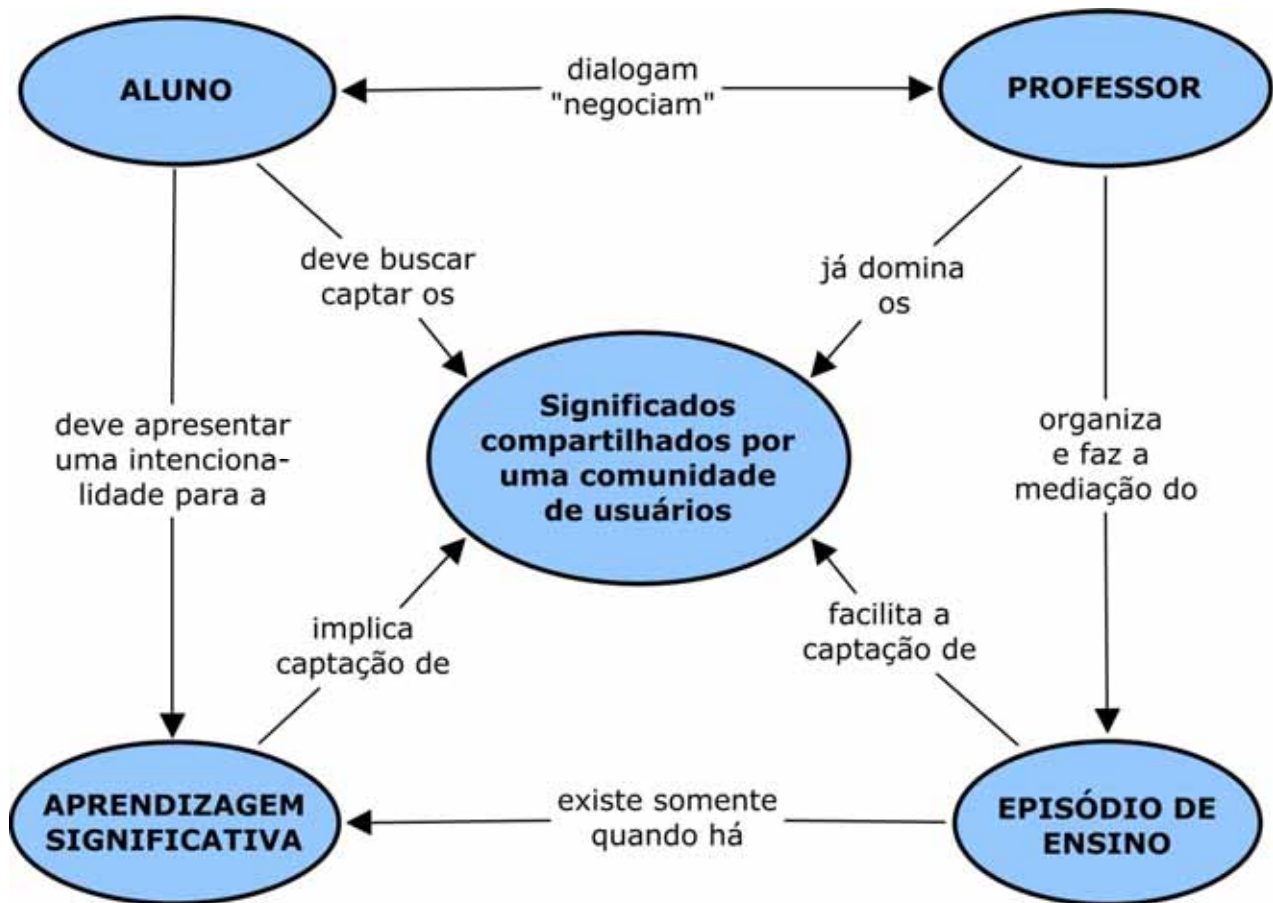 ALUNO
dialogam
"negociam"
PROFESSOR
deve buscar
captar os
já domina
os
deve apresentar
uma intenciona-
lidade para a
Significados
compartilhados por
uma comunidade
de usuários
organiza
e faz a
mediação do
implica
captação de
facilita a
captação de
APRENDIZAGEM
SIGNIFICATIVA
existe somente
quando há
EPISÓDIO DE
ENSINO